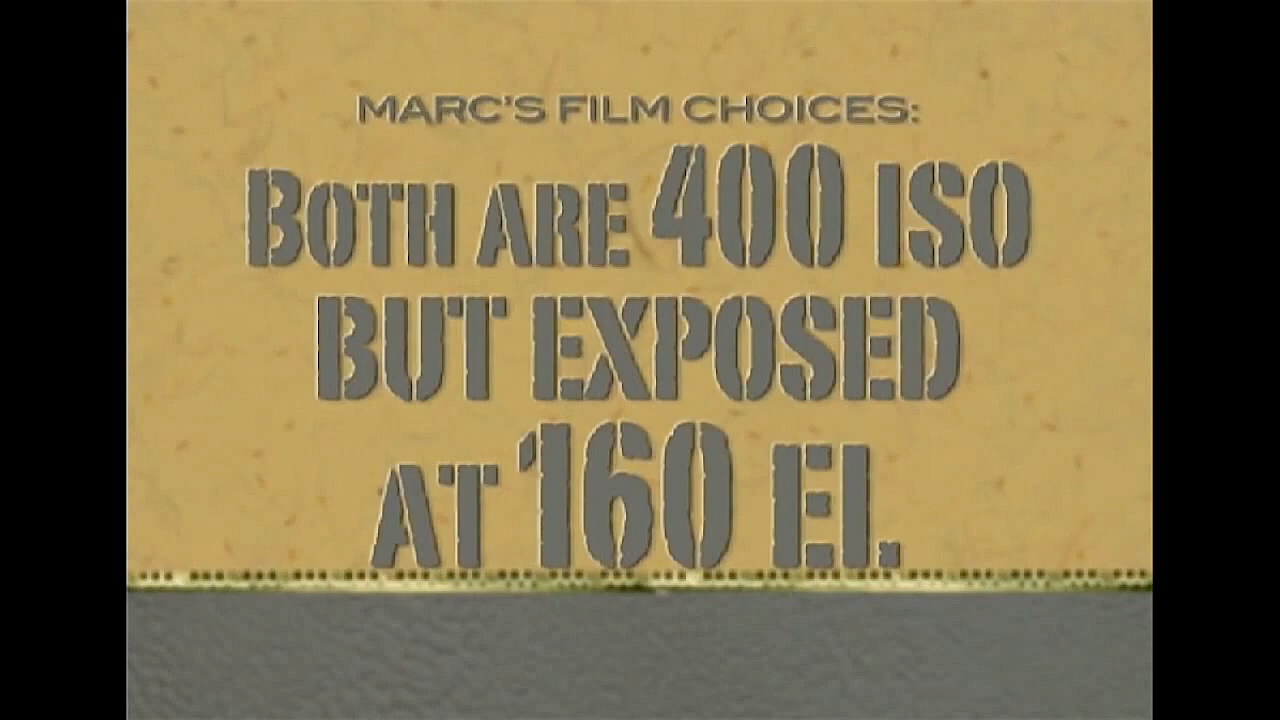 MARC'S FILM CHOICES:
BOTH ARE 400 ISO
BUT EXPOSED
AT 160 EI.